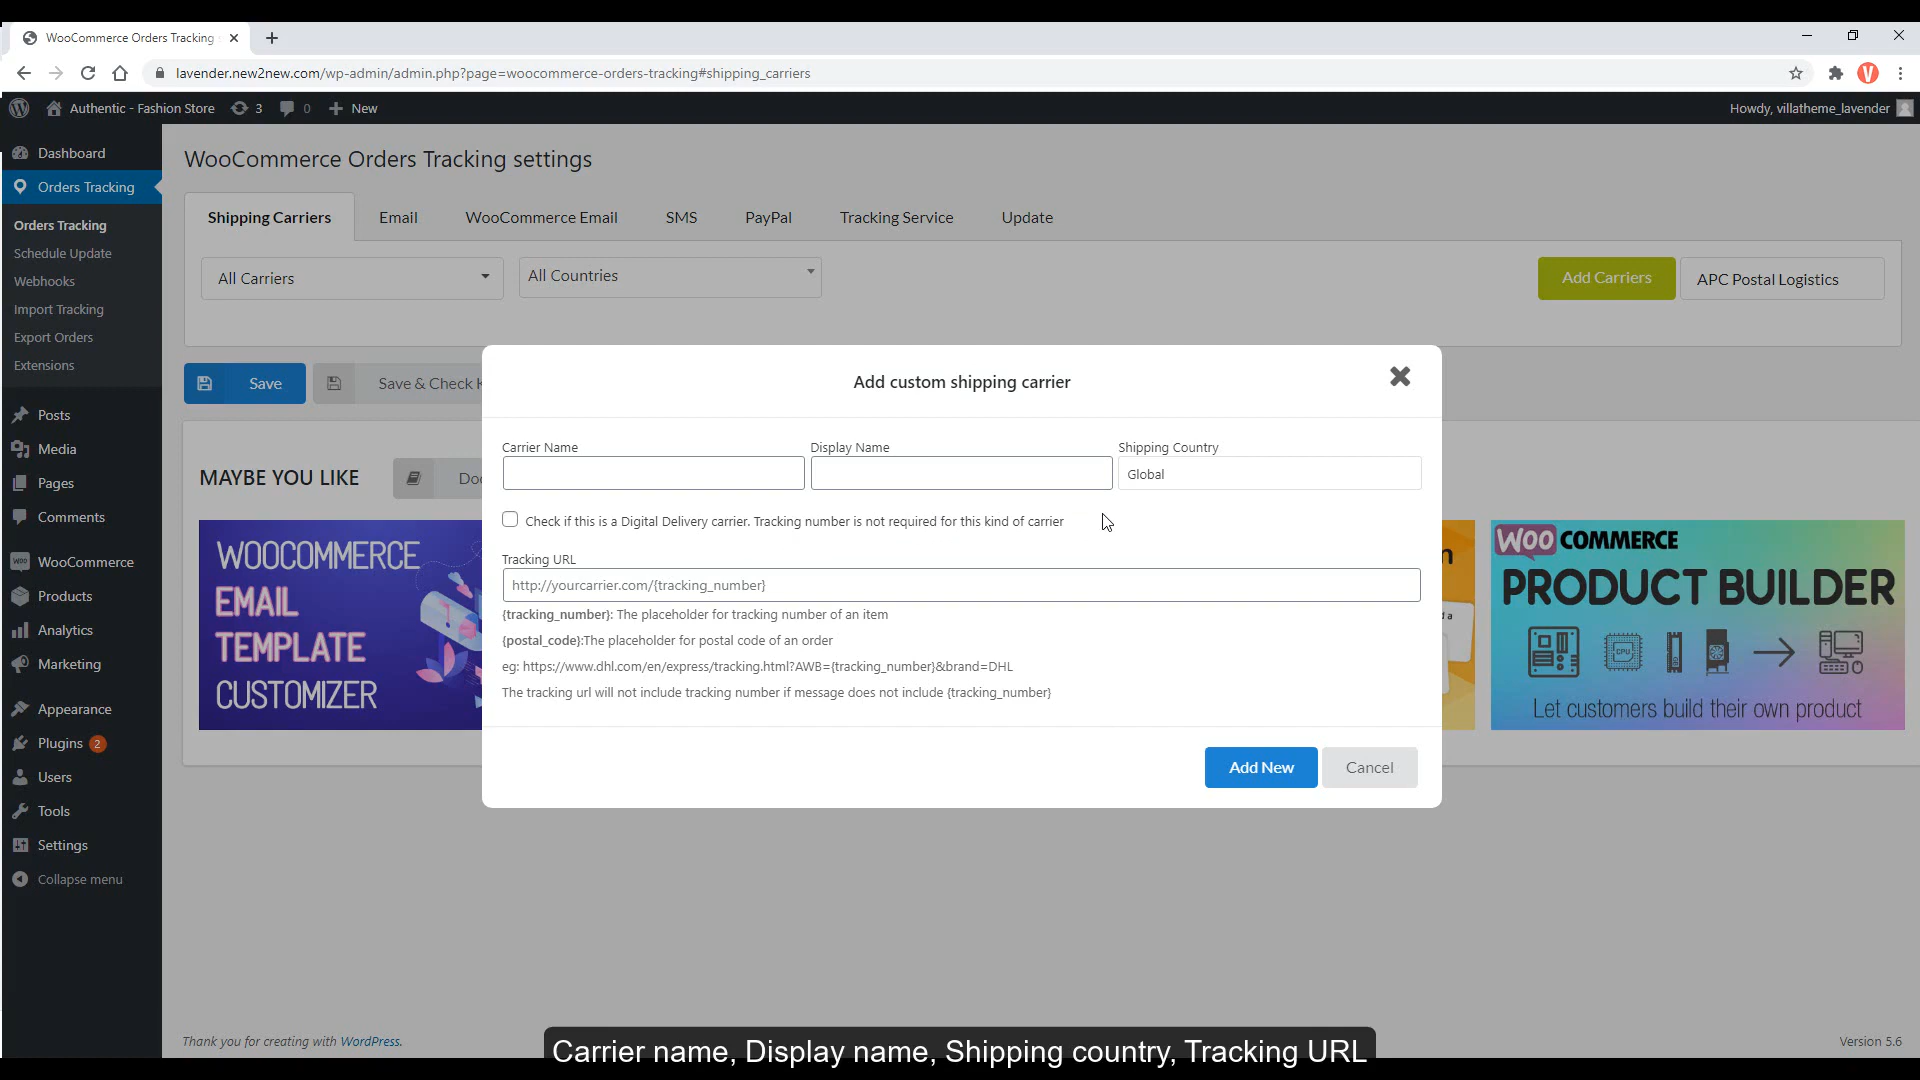 WooCommerce Orders Tracking
lavender.new2new.com/wp-admin/admin.php?page=woocommerce-orders-tracking#shipping_carriers
V
Authentic - Fashion Store 3 0 New
Howdy, villatheme_lavender
Dashboard
Orders Tracking
Orders Tracking
Schedule Update
Webhooks
Import Tracking
Export Orders
Extensions
Posts
Media
Pages
Comments
WooCommerce
Products
Analytics
Marketing
Appearance
Plugins 2
Users
Tools
Settings
Collapse menu
WooCommerce Orders Tracking settings
Shipping Carriers Email WooCommerce Email SMS PayPal Tracking Service Update
All Carriers All Countries Add Carriers APC Postal Logistics
Save Save & Check K
MAYBE YOU LIKE Doc
WOOCOMMERCE
EMAIL
TEMPLATE
CUSTOMIZER
WOO COMMERCE
PRODUCT BUILDER
CPU
Let customers build their own product
Add custom shipping carrier
Carrier Name Display Name Shipping Country
Global
Check if this is a Digital Delivery carrier. Tracking number is not required for this kind of carrier
Tracking URL
http://yourcarrier.com/{tracking_number}
{tracking_number}: The placeholder for tracking number of an item
{postal_code}:The placeholder for postal code of an order
eg: https://www.dhl.com/en/express/tracking.html?AWB={tracking_number}&brand=DHL
The tracking url will not include tracking number if message does not include {tracking_number}
Add New Cancel
Thank you for creating with WordPress.
Version 5.6
Carrier name, Display name, Shipping country, Tracking URL